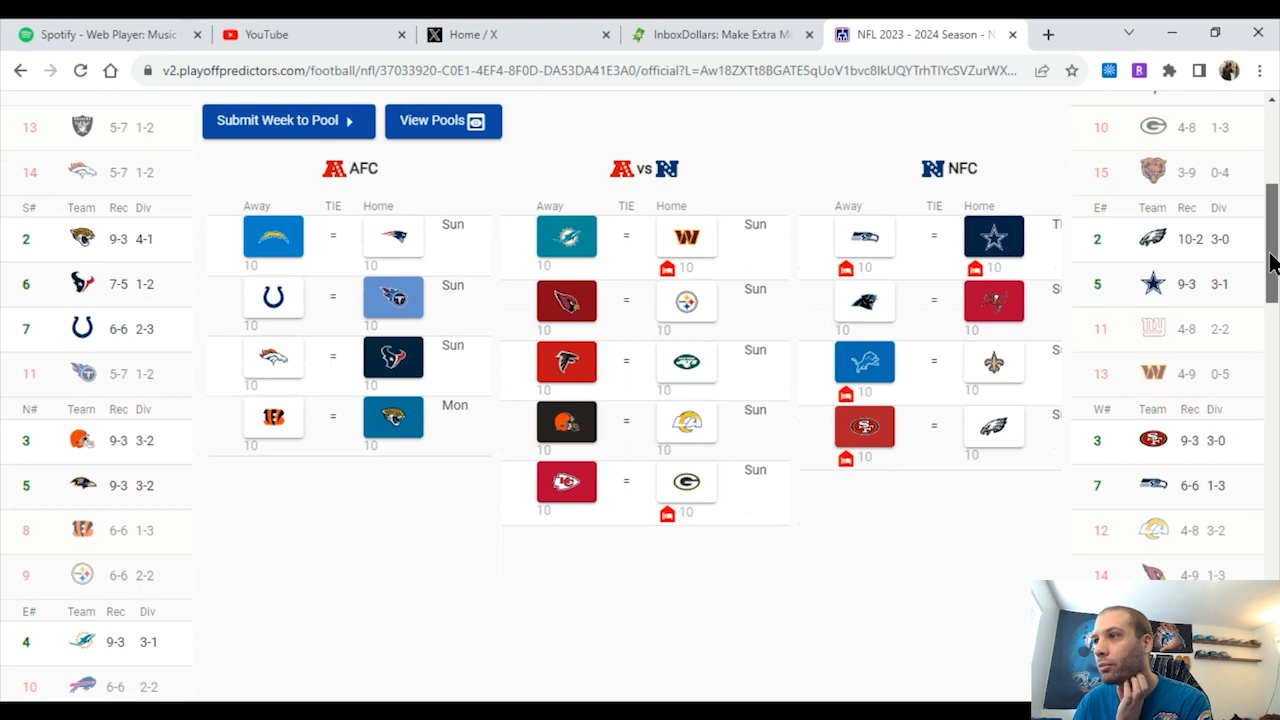 Spotify - Web Player: Music
YouTube
Home / X
InboxDollars: Make Extra M
NFL 2023 - 2024 Season - N
v2.playoffpredictors.com/football/nfl/37038920-C0E1-4EF4-8F0D-DA53DA41E3A0/official?L=Aw18ZXTt8BGATE5qUoV1bvc8IkUQYTrhTIYcSVZurWX...
Submit Week to Pool
View Pools
AFC
A vs N
NFC
Away TIE Home
Away TIE Home
Away TIE Home
= Sun
10 10
= Sun
10 10
= Sun
10 10
= Mon
10 10
= Sun
10 10
= Sun
10 10
= Sun
10 10
= Sun
10 10
= Sun
10 10
=
10 10
=
10 10
=
10 10
=
10 10
13 5-7 1-2
14 5-7 1-2
S# Team Rec Div
2 9-3 4-1
6 7-5 1-2
7 6-6 2-3
11 5-7 1-2
N# Team Rec Div
3 9-3 3-2
5 9-3 3-2
8 6-6 1-3
9 6-6 2-2
E# Team Rec Div
4 9-3 3-1
10 6-6 2-2
10 4-8 1-3
15 3-9 0-4
E# Team Rec Div
2 10-2 3-0
5 9-3 3-1
11 4-8 2-2
13 4-9 0-5
W# Team Rec Div
3 9-3 3-0
7 6-6 1-3
12 4-8 3-2
14 4-9 1-3